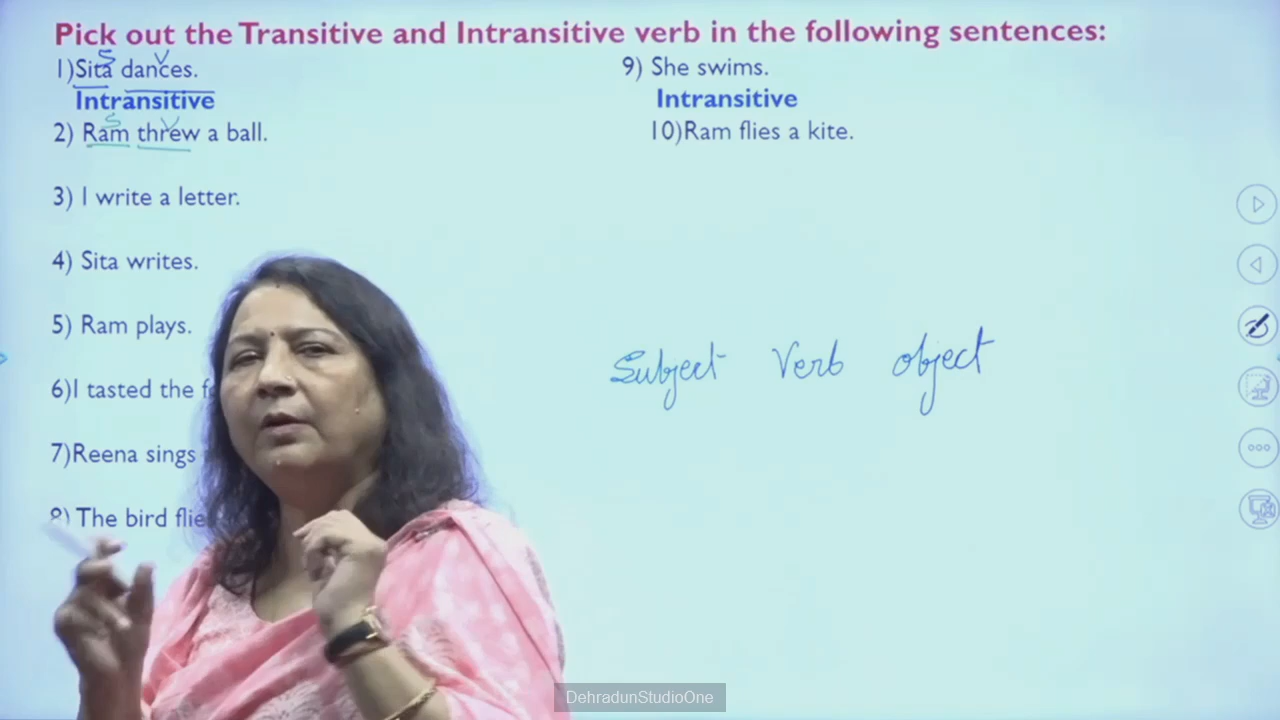 Pick out the Transitive and Intransitive verb in the following sentences:
S V
1)Sita dances.
Intransitive
S V
2) Ram threw a ball.
3) I write a letter.
4) Sita writes.
5) Ram plays.
6)I tasted the
7)Reena sings
8) The bird
9) She swims.
Intransitive
10)Ram flies a kite.
Subject Verb object
DehradunStudioOne